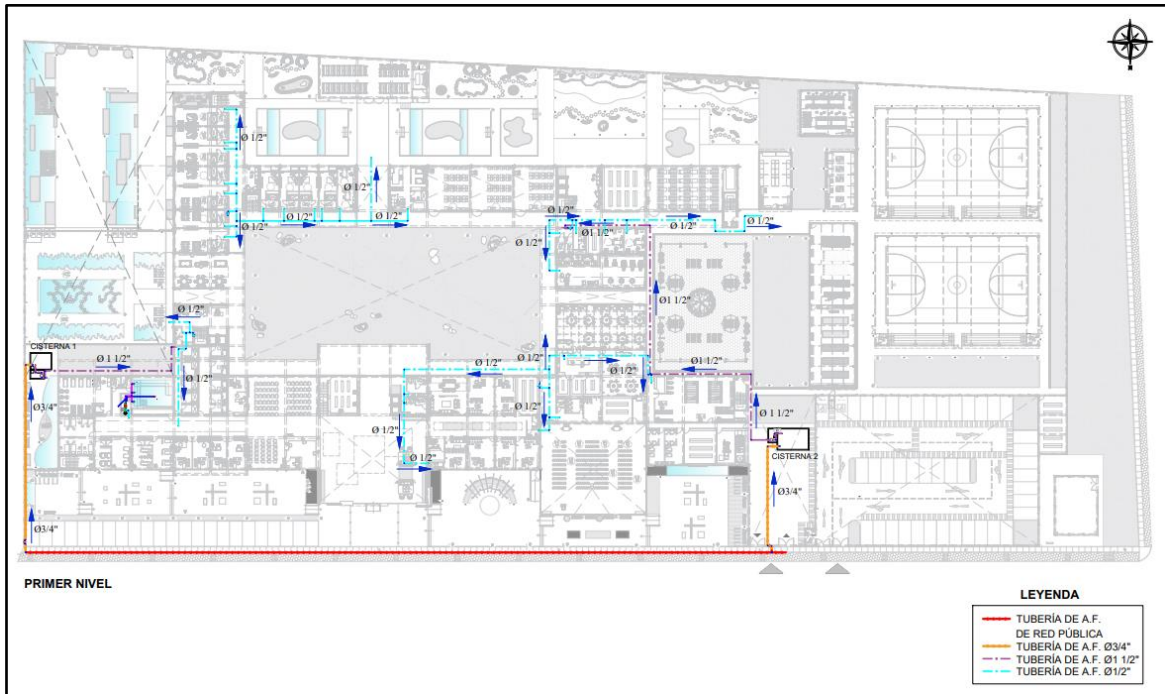 Ø 1/2"
Ø 1/2"
Ø 1/2"
Ø 1/2"
Ø 1/2"
Ø 1/2"
Ø1 1/2"
Ø 1/2"
Ø 1/2"
Ø 1/2"
Ø1 1/2"
Ø 1/2"
CISTERNA 1
Ø 1 1/2"
Ø 1/2"
Ø 1/2"
Ø 1/2"
Ø 1/2"
Ø1 1/2"
Ø3/4"
Ø 1/2"
Ø 1 1/2"
Ø 1/2"
Ø 1/2"
CISTERNA 2
Ø3/4"
Ø3/4"
PRIMER NIVEL
LEYENDA
TUBERÍA DE A.F.
DE RED PÚBLICA
TUBERÍA DE A.F. Ø3/4"
TUBERÍA DE A.F. Ø1 1/2"
TUBERÍA DE A.F. Ø1/2"